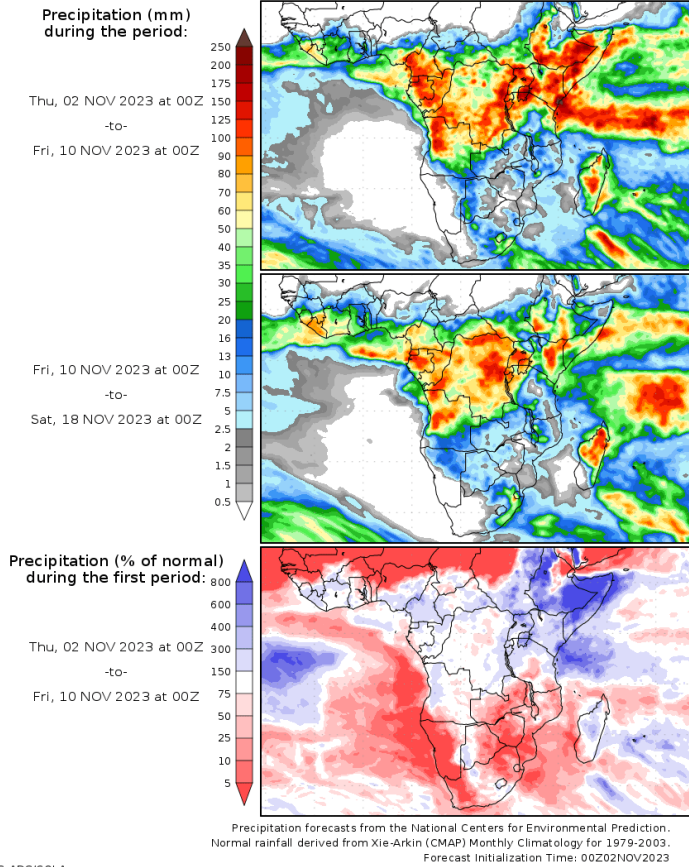 Precipitation (mm)
during the period:
250
200
175
150
125
100
90
80
70
60
50
40
35
30
25
20
16
13
10
7.5
5
2.5
2
1.5
1
0.5
Thu, 02 NOV 2023 at 00Z
-to-
Fri, 10 NOV 2023 at 00Z
Fri, 10 NOV 2023 at 00Z
-to-
Sat, 18 NOV 2023 at 00Z
Precipitation (% of normal)
during the first period:
800
600
400
300
150
75
50
25
10
5
Thu, 02 NOV 2023 at 00Z
-to-
Fri, 10 NOV 2023 at 00Z
Precipitation forecasts from the National Centers for Environmental Prediction.
Normal rainfall derived from Xie-Arkin (CMAP) Monthly Climatology for 1979-2003.
Forecast Initialization Time: 00Z02NOV2023